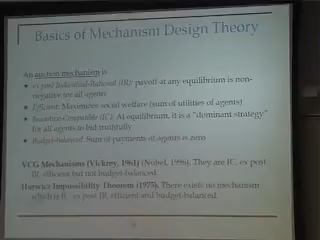 Basics of Mechanism Design Theory
An auction mechanism is
ex post Individual-Rational (IR): payoff at any equilibrium is non-
negative for all agents
Efficient: Maximizes social welfare (sum of utilities of agents)
Incentive-Compatible (IC): At equilibrium, it is a "dominant strategy"
for all agents to bid truthfully
Budget-balanced: Sum of payments of agents is zero
VCG Mechanisms (Vickrey, 1961) (Nobel, 1996). They are IC, ex post
IR, efficient but not budget-balanced.
Hurwicz Impossibility Theorem (1975). There exists no mechanism
which is IC, ex post IR, efficient and budget-balanced.